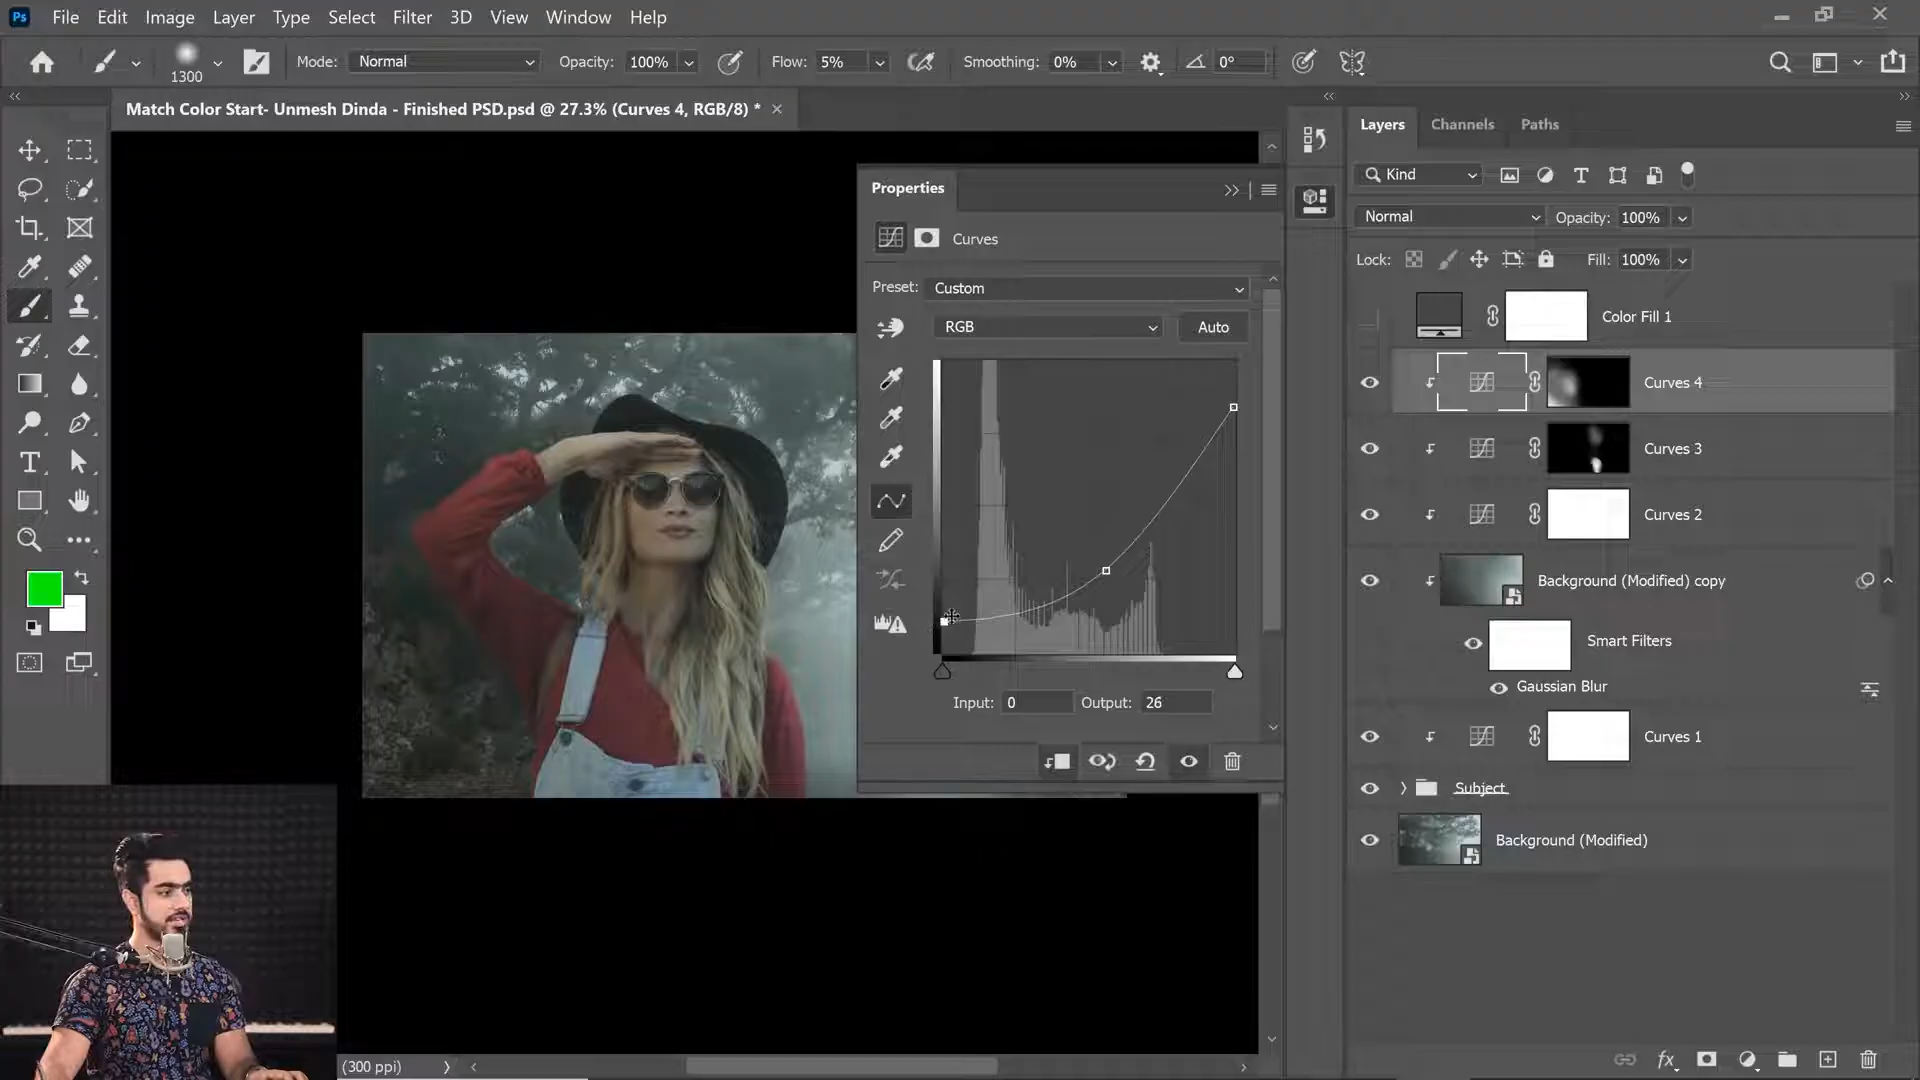 Ps File Edit Image Layer Type Select Filter 3D View Window Help
1300 Mode: Normal Opacity: 100% Flow: 5% Smoothing: 0% 0°
Match Color Start- Unmesh Dinda - Finished PSD.psd @ 27.3% (Curves 4, RGB/8) *
Properties
Curves
Preset: Custom
RGB Auto
Input: 0 Output: 26
(300 ppi)
Layers Channels Paths
Kind
Normal Opacity: 100%
Lock: Fill: 100%
Color Fill 1
Curves 4
Curves 3
Curves 2
Background (Modified) copy
Smart Filters
Gaussian Blur
Curves 1
Subject
Background (Modified)
fx